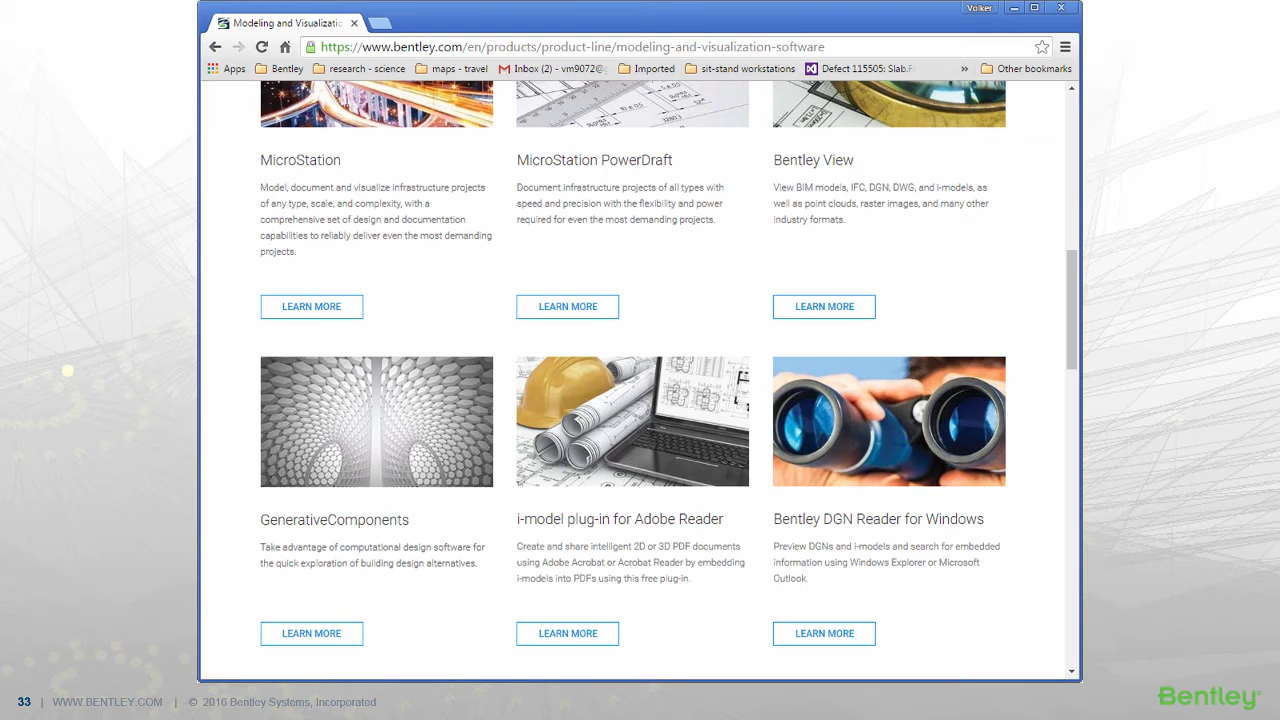 Volker
Modeling and Visualizatio
https: www.bentley.com/en/products/product-line/modeling-and-visualization-software
Apps Bentley research science maps - travel Inbox (2) - vm9072@ Imported sit-stand workstations Defect 115505: Slab.F » Other bookmarks
MicroStation
Model, document and visualize infrastructure projects
of any type, scale, and complexity, with a
comprehensive set of design and documentation
capabilities to reliably deliver even the most demanding
projects.
LEARN MORE
MicroStation PowerDraft
Document infrastructure projects of all types with
speed and precision with the flexibility and power
required for even the most demanding projects.
LEARN MORE
Bentley View
View BIM models, IFC, DGN, DWG, and i-models, as
well as point clouds, raster images, and many other
industry formats.
LEARN MORE
GenerativeComponents
Take advantage of computational design software for
the quick exploration of building design alternatives.
LEARN MORE
i-model plug-in for Adobe Reader
Create and share intelligent 2D or 3D PDF documents
using Adobe Acrobat or Acrobat Reader by embedding
i-models into PDFs using this free plug-in.
LEARN MORE
Bentley DGN Reader for Windows
Preview DGNs and i-models and search for embedded
information using Windows Explorer or Microsoft
Outlook.
LEARN MORE
33 | WWW.BENTLEY.COM | © 2016 Bentley Systems, Incorporated
Bentley